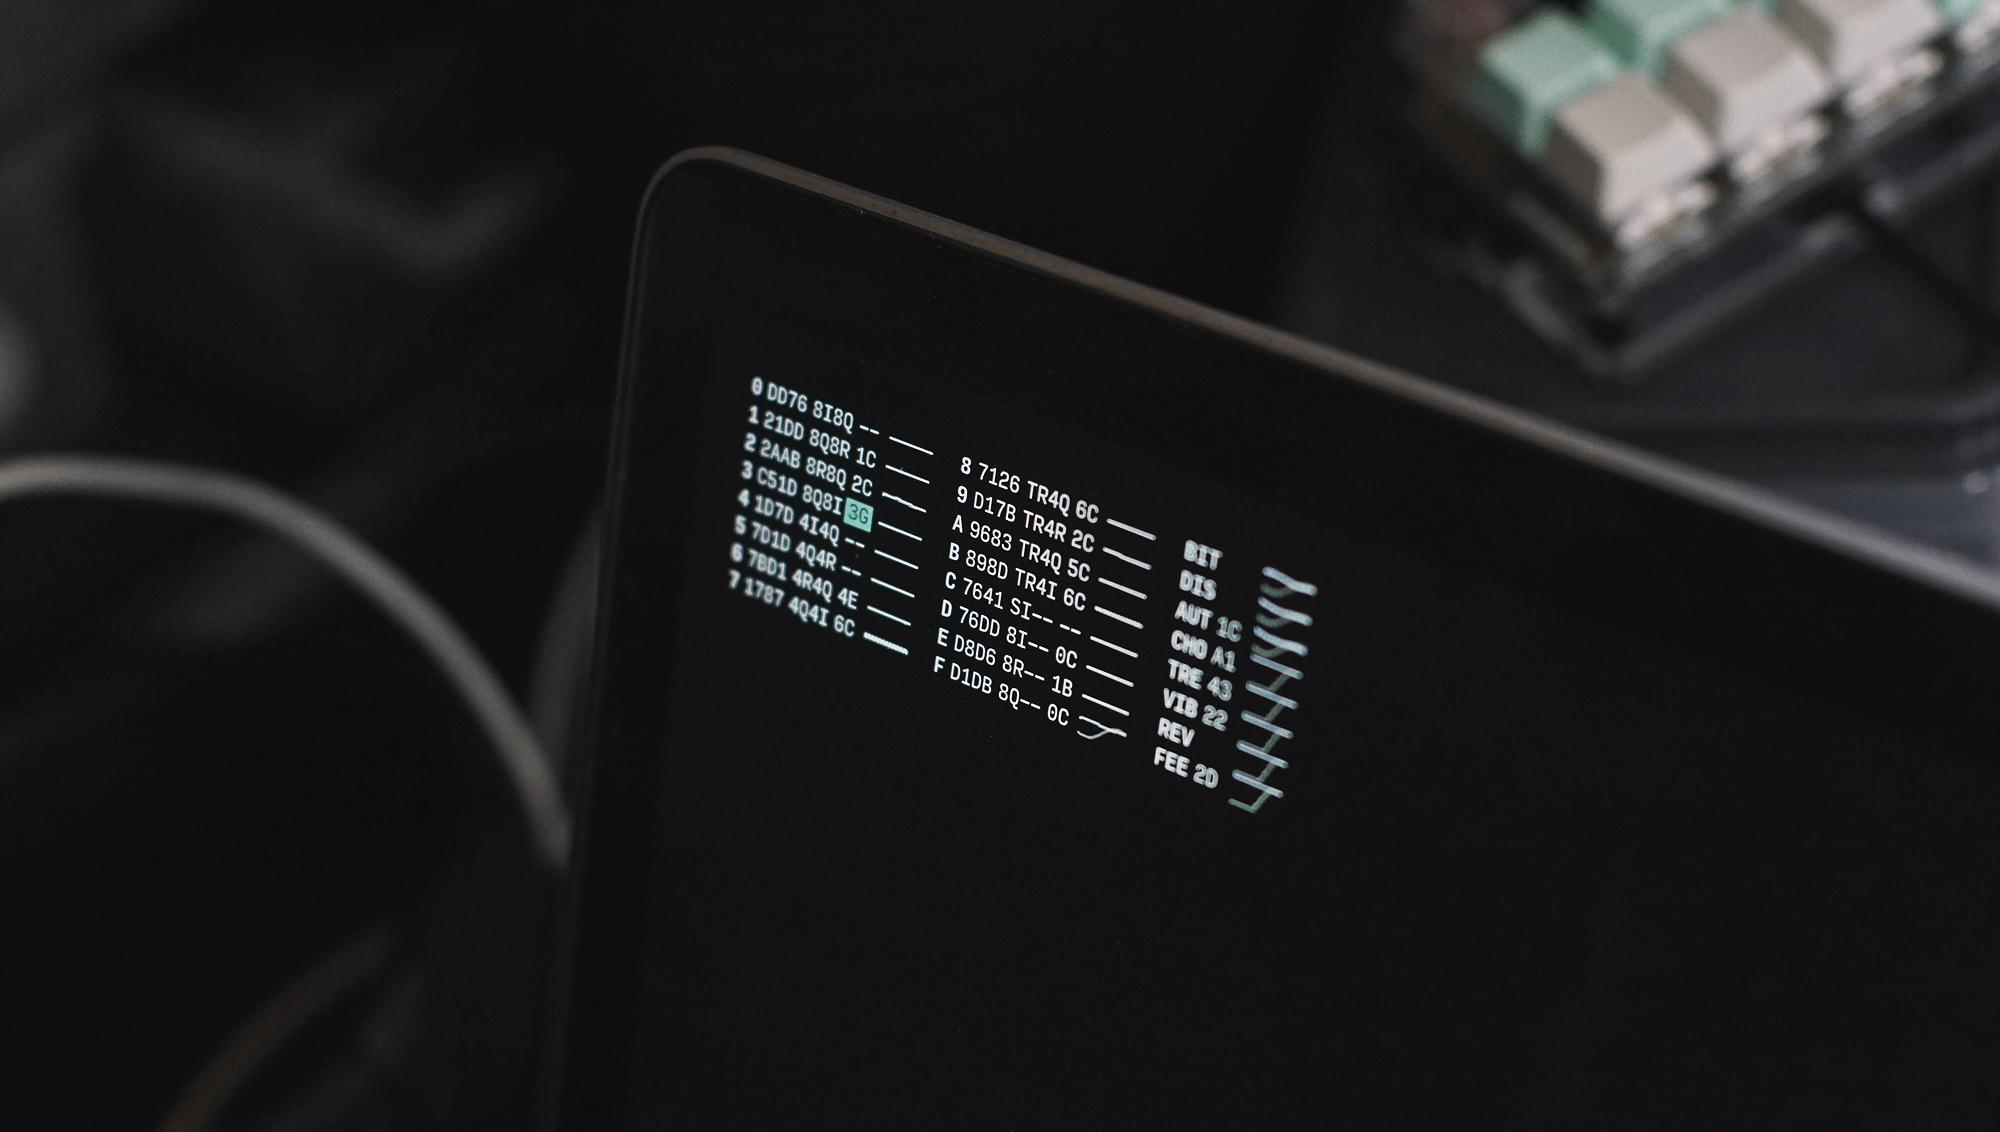 0 DD76 8I8Q --
1 21DD 8Q8R 1C
2 2AAB 8R8Q 2C
3 C51D 8Q8I 3G
4 1D7D 4I4Q --
5 7D1D 4Q4R --
6 7BD1 4R4Q 4E
7 1787 4Q4I 6C
8 7126 TR4Q 6C
9 D17B TR4R 2C
A 9683 TR4Q 5C
B 898D TR4I 6C
C 7641 SI-- --
D 76DD 8I-- 0C
E D8D6 8R-- 1B
F D1DB 8Q-- 0C
BIT
DIS
AUT 1C
CHO A1
TRE 43
VIB 22
REV
FEE 2D